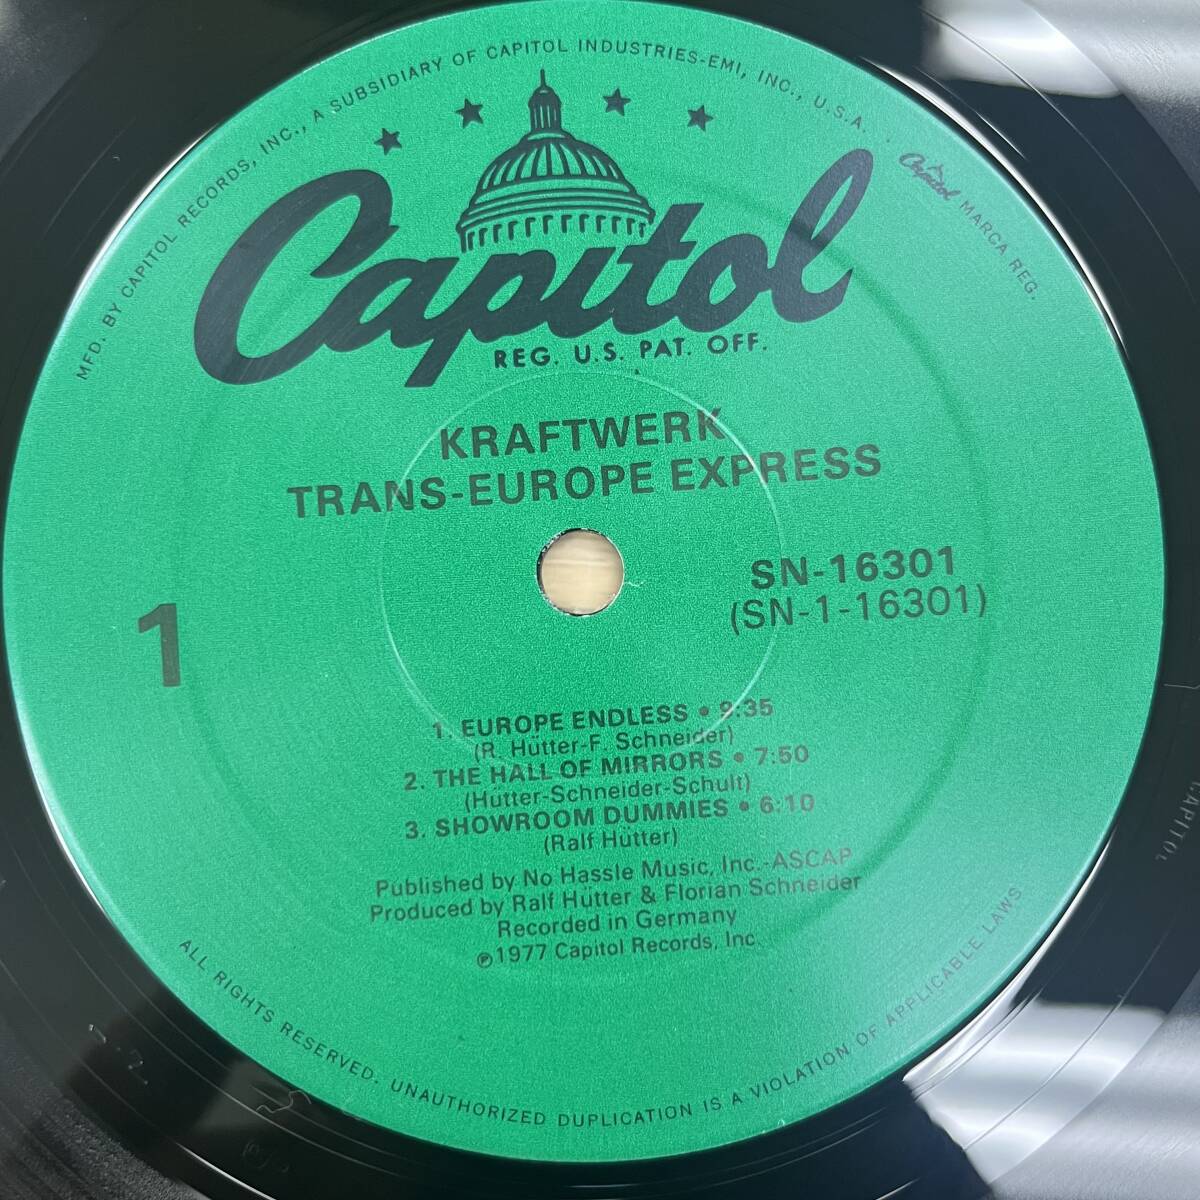 MFD. BY CAPITOL RECORDS, INC., A SUBSIDIARY OF CAPITOL INDUSTRIES-EMI, INC., U.S.A.
Capitol MARCA REG.
Capitol
REG. U.S. PAT. OFF.
KRAFTWERK
TRANS-EUROPE EXPRESS
SN-16301
(SN-1-16301)
1
1. EUROPE ENDLESS • 9:35
(R. Hütter-F. Schneider)
2. THE HALL OF MIRRORS • 7:50
(Hütter-Schneider-Schult)
3. SHOWROOM DUMMIES • 6:10
(Ralf Hütter)
Published by No Hassle Music, Inc.-ASCAP
Produced by Ralf Hütter & Florian Schneider
Recorded in Germany
℗1977 Capitol Records, Inc.
ALL RIGHTS RESERVED. UNAUTHORIZED DUPLICATION IS A VIOLATION OF APPLICABLE LAWS
CAPITOL